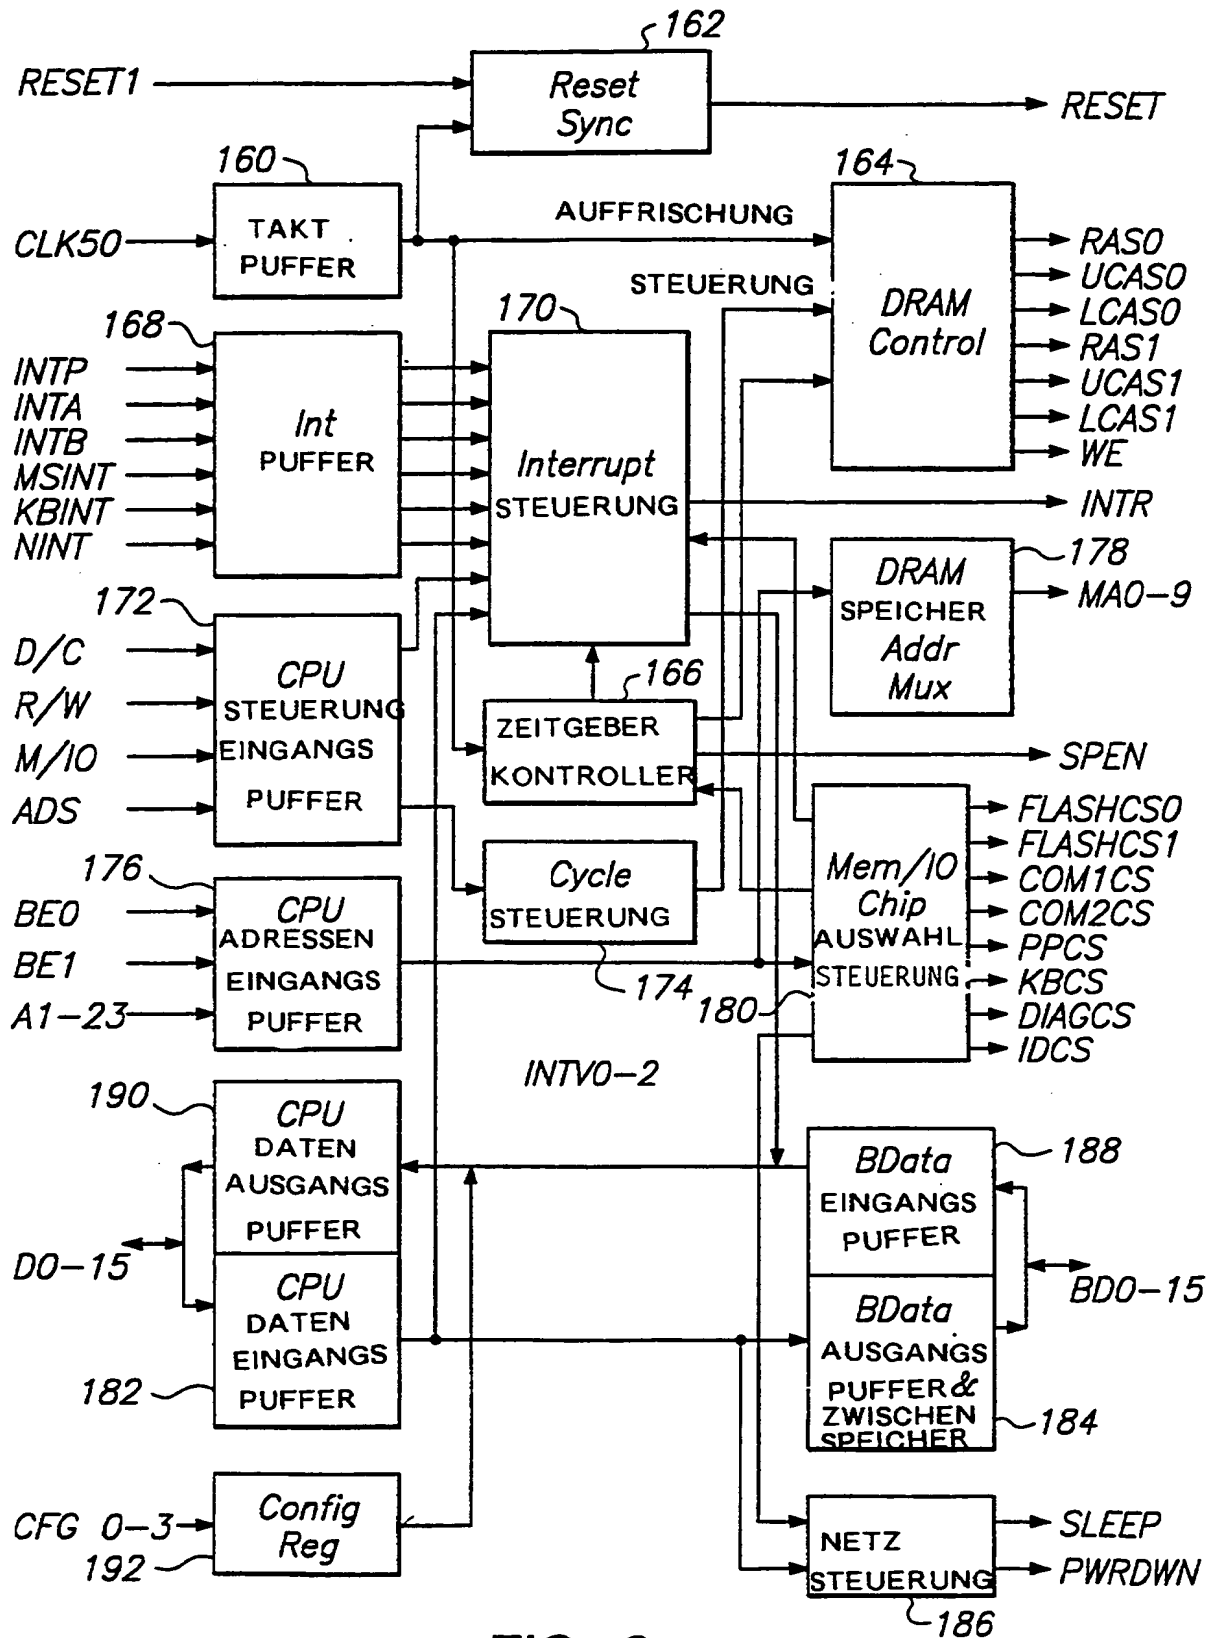 162
RESET1
Reset
Sync
RESET
160
164
TAKT
PUFFER
CLK50
AUFFRISCHUNG
STEUERUNG
DRAM
Control
RAS0
UCAS0
LCAS0
RAS1
UCAS1
LCAS1
WE
168
170
INTP
INTA
INTB
MSINT
KBINT
NINT
Int
PUFFER
Interrupt
STEUERUNG
INTR
178
DRAM
SPEICHER
Addr
Mux
MA0-9
172
D/C
R/W
M/IO
ADS
CPU
STEUERUNG
EINGANGS
PUFFER
166
ZEITGEBER
KONTROLLER
SPEN
176
BE0
BE1
A1-23
CPU
ADRESSEN
EINGANGS
PUFFER
Cycle
STEUERUNG
174
Mem/IO
Chip
AUSWAHL
STEUERUNG
180
FLASHCS0
FLASHCS1
COM1CS
COM2CS
PPCS
KBCS
DIAGCS
IDCS
INTV0-2
190
CPU
DATEN
AUSGANGS
PUFFER
D0-15
CPU
DATEN
EINGANGS
PUFFER
182
188
BData
EINGANGS
PUFFER
BD0-15
BData
AUSGANGS
PUFFER &
ZWISCHEN
SPEICHER
184
CFG 0-3
Config
Reg
192
NETZ
STEUERUNG
SLEEP
PWRDWN
186